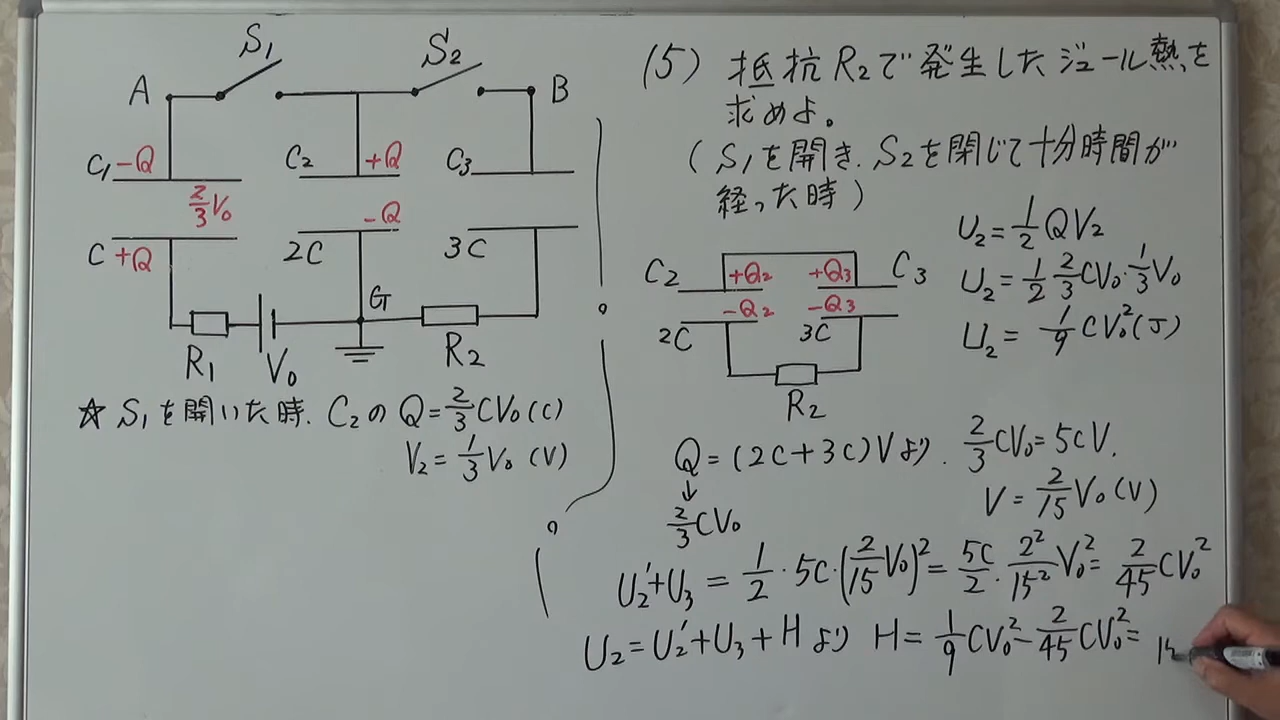 S₁ S₂
A B
C₁ -Q C₂ +Q C₃
2/3 V₀
C +Q 2C -Q 3C
G
R₁ V₀ R₂
☆ S₁を開いた時. C₂の Q=2/3 CV₀ (C)
V₂=1/3 V₀ (V)
(5) 抵抗R₂で発生したジュール熱を
求めよ。
(S₁を開き. S₂を閉じて十分時間が
経った時)
C₂ +Q₂ +Q₃ C₃
-Q₂ -Q₃
2C 3C
R₂
U₂=1/2 QV₂
U₂=1/2・2/3 CV₀・1/3 V₀
U₂= 1/9 CV₀² (J)
Q=(2C+3C)Vより. 2/3 CV₀=5CV.
↓
2/3 CV₀
V=2/15 V₀ (V)
U₂'+U₃ = 1/2・5C・(2/15 V₀)² = 5C/2・2²/15² V₀² = 2/45 CV₀²
U₂=U₂'+U₃+H より H= 1/9 CV₀² - 2/45 CV₀² =